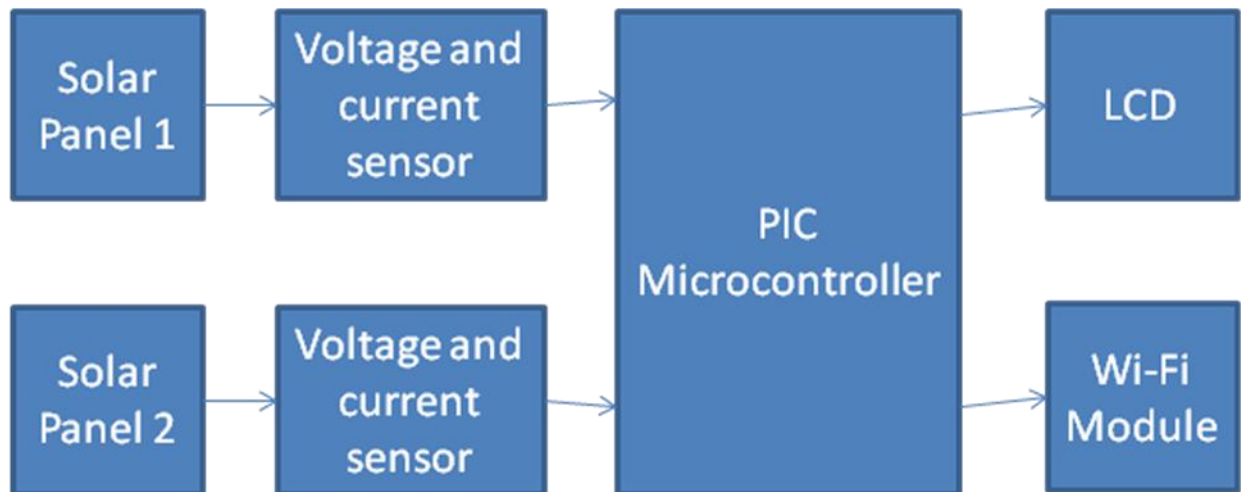 Solar
Panel 1
Voltage and
current
sensor
PIC
Microcontroller
LCD
Solar
Panel 2
Voltage and
current
sensor
Wi-Fi
Module